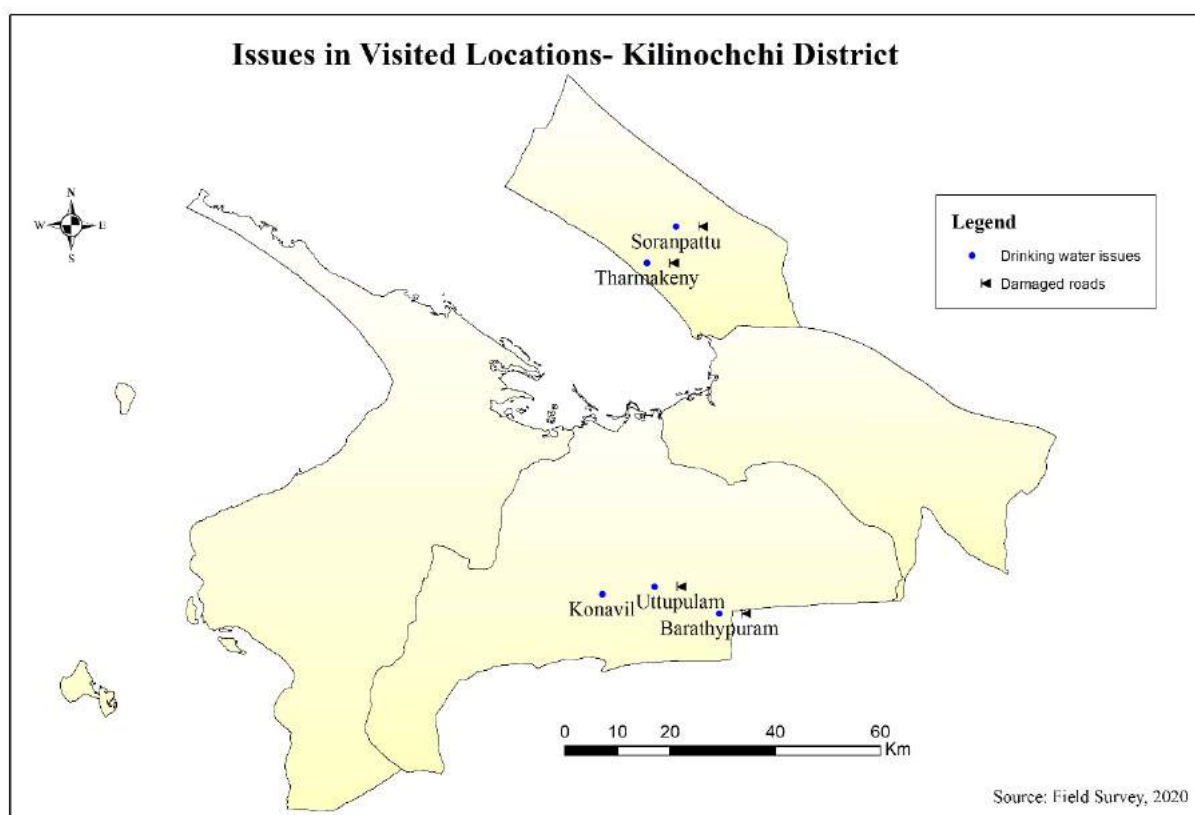 Issues in Visited Locations- Kilinochchi District
N
W E
S
Legend
Drinking water issues
Damaged roads
Soranpattu
Tharmakeny
Konavil
Uttupulam
Barathypuram
0 10 20 40 60
Km
Source: Field Survey, 2020